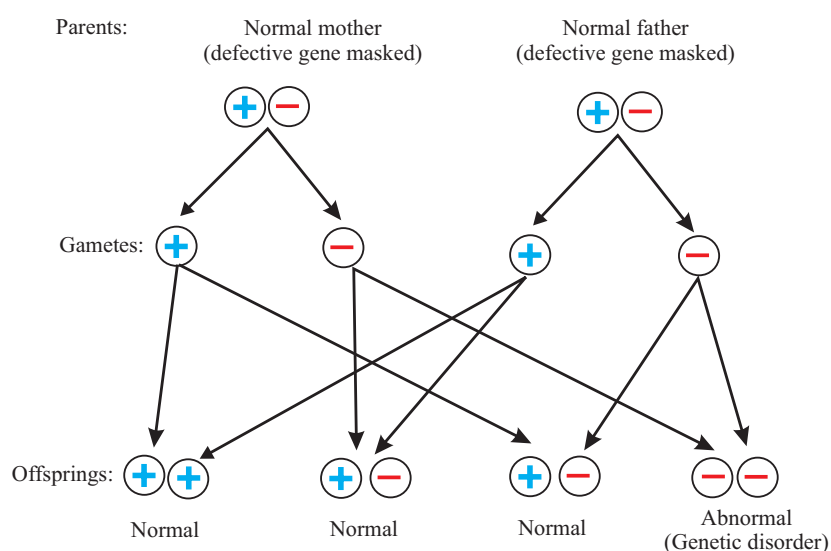 Parents:
Normal mother
(defective gene masked)
Normal father
(defective gene masked)
+ − + −
Gametes: + − + −
Offsprings: + + + − + − − −
Normal
Normal
Normal
Abnormal
(Genetic disorder)